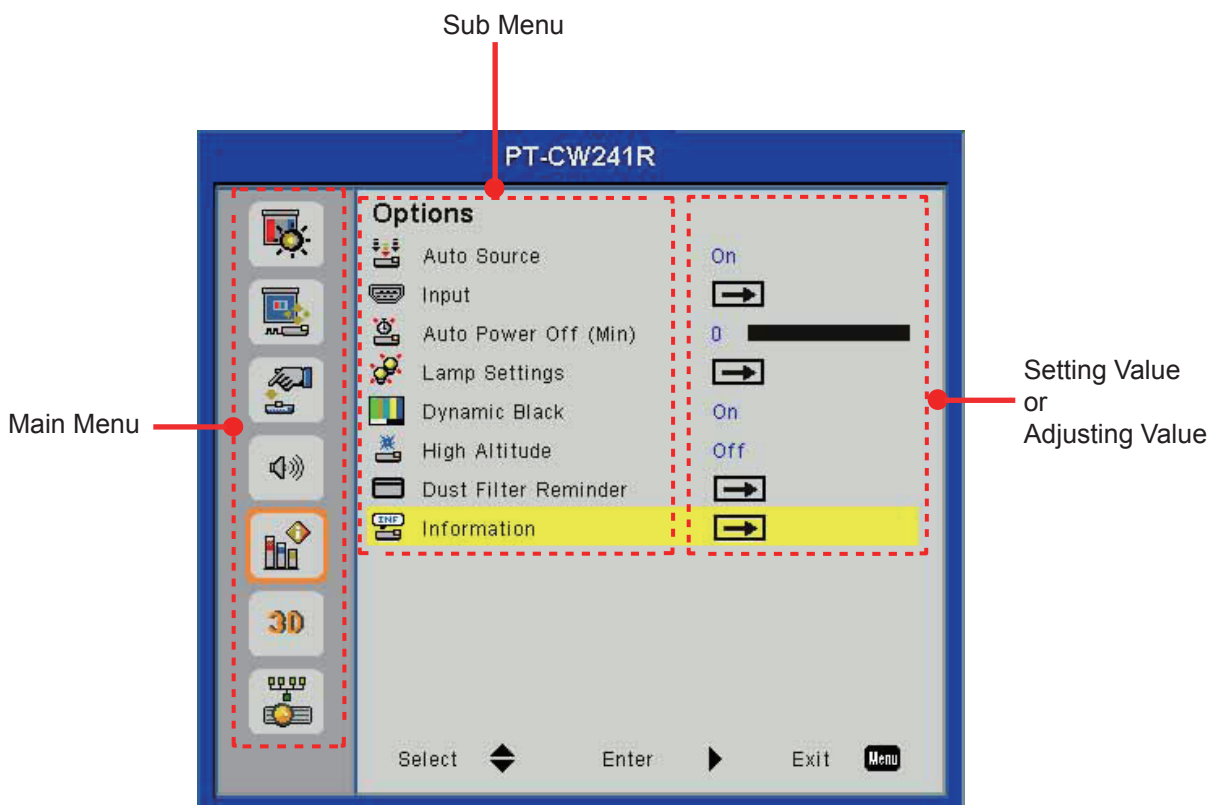 Sub Menu
PT-CW241R
Options
Auto Source On
Input
Auto Power Off (Min) 0
Lamp Settings
Dynamic Black On
High Altitude Off
Dust Filter Reminder
INF
Information
3D
Select Enter Exit Menu
Main Menu
Setting Value
or
Adjusting Value